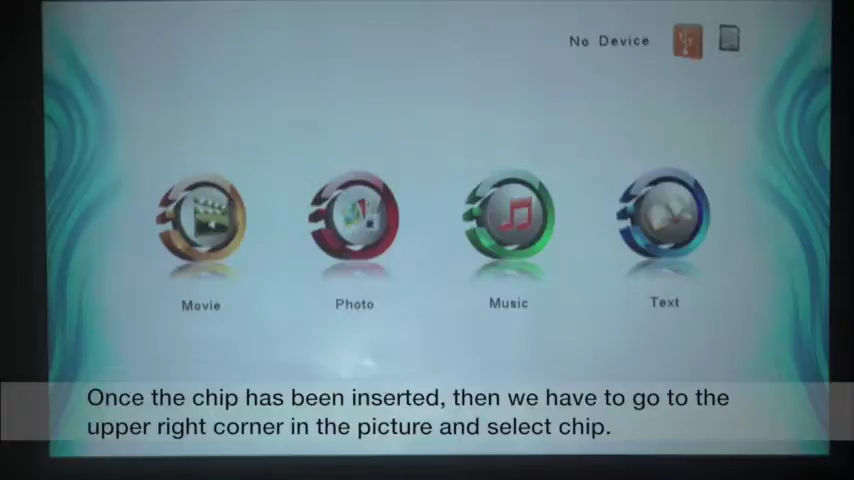 No Device
Movie
Photo
Music
Text
Once the chip has been inserted, then we have to go to the
upper right corner in the picture and select chip.